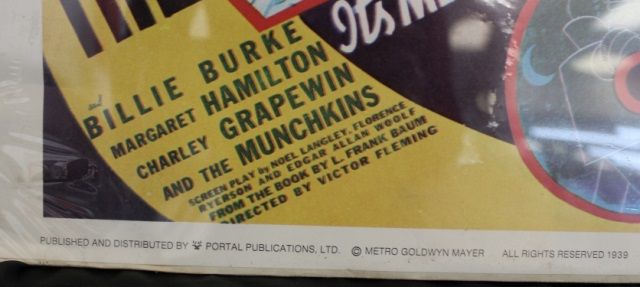 Its M
and
BILLIE BURKE
MARGARET HAMILTON
CHARLEY GRAPEWIN
AND THE MUNCHKINS
SCREEN PLAY by NOEL LANGLEY, FLORENCE
RYERSON AND EDGAR ALLAN WOOLF
FROM THE BOOK BY L. FRANK BAUM
DIRECTED BY VICTOR FLEMING
PUBLISHED AND DISTRIBUTED BY PORTAL PUBLICATIONS, LTD. © METRO GOLDWYN MAYER ALL RIGHTS RESERVED 1939